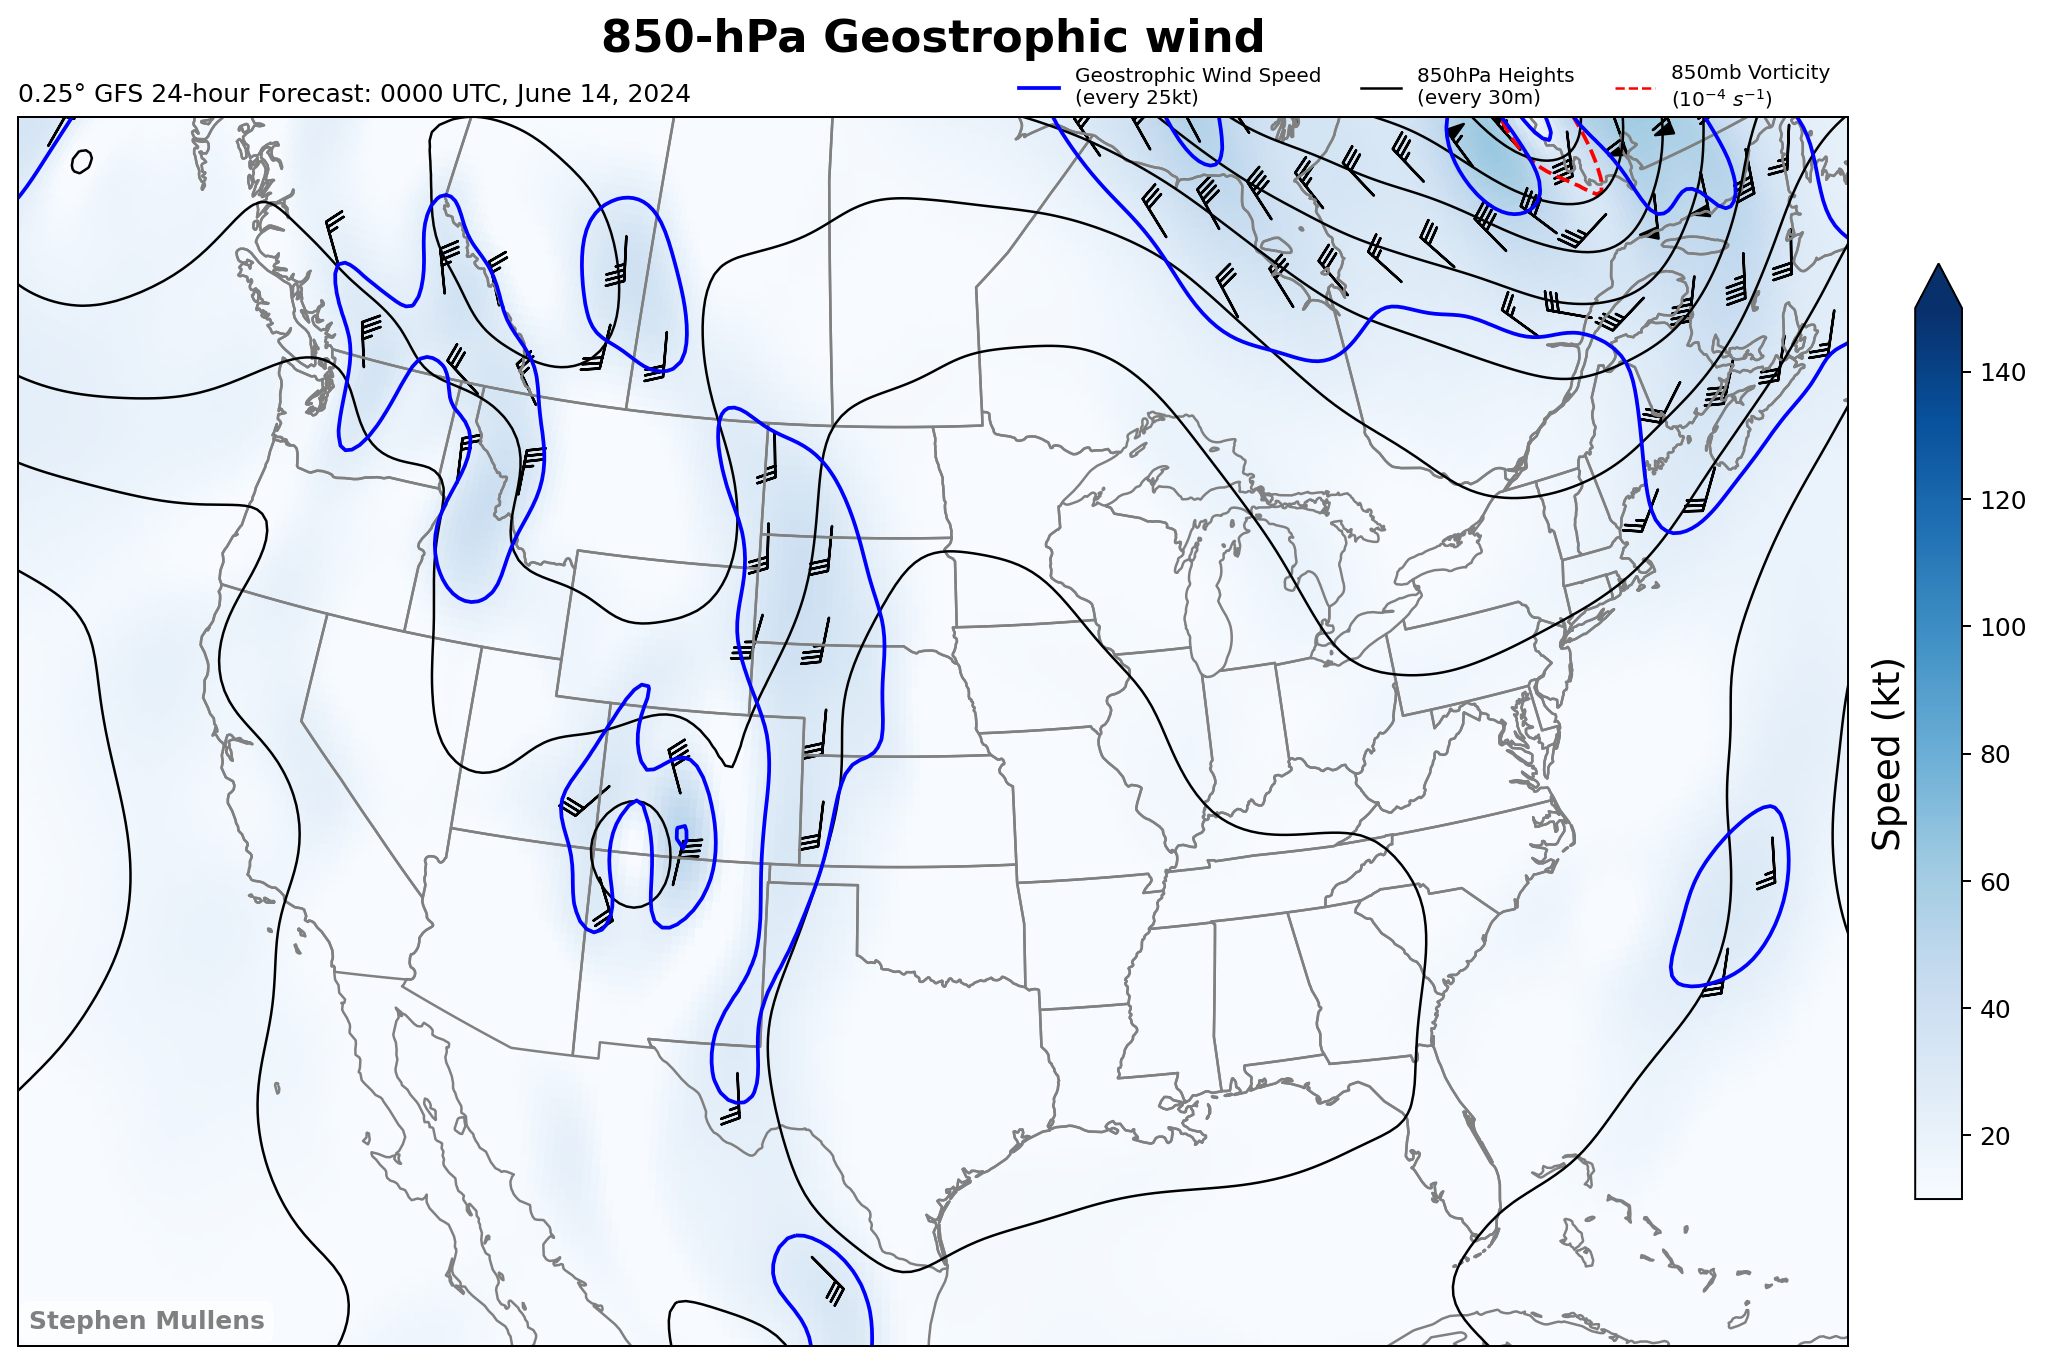 850-hPa Geostrophic wind
0.25° GFS 24-hour Forecast: 0000 UTC, June 14, 2024
Geostrophic Wind Speed
(every 25kt)
850hPa Heights
(every 30m)
850mb Vorticity
(10⁻⁴ s⁻¹)
140
120
100
80
60
40
20
Speed (kt)
Stephen Mullens